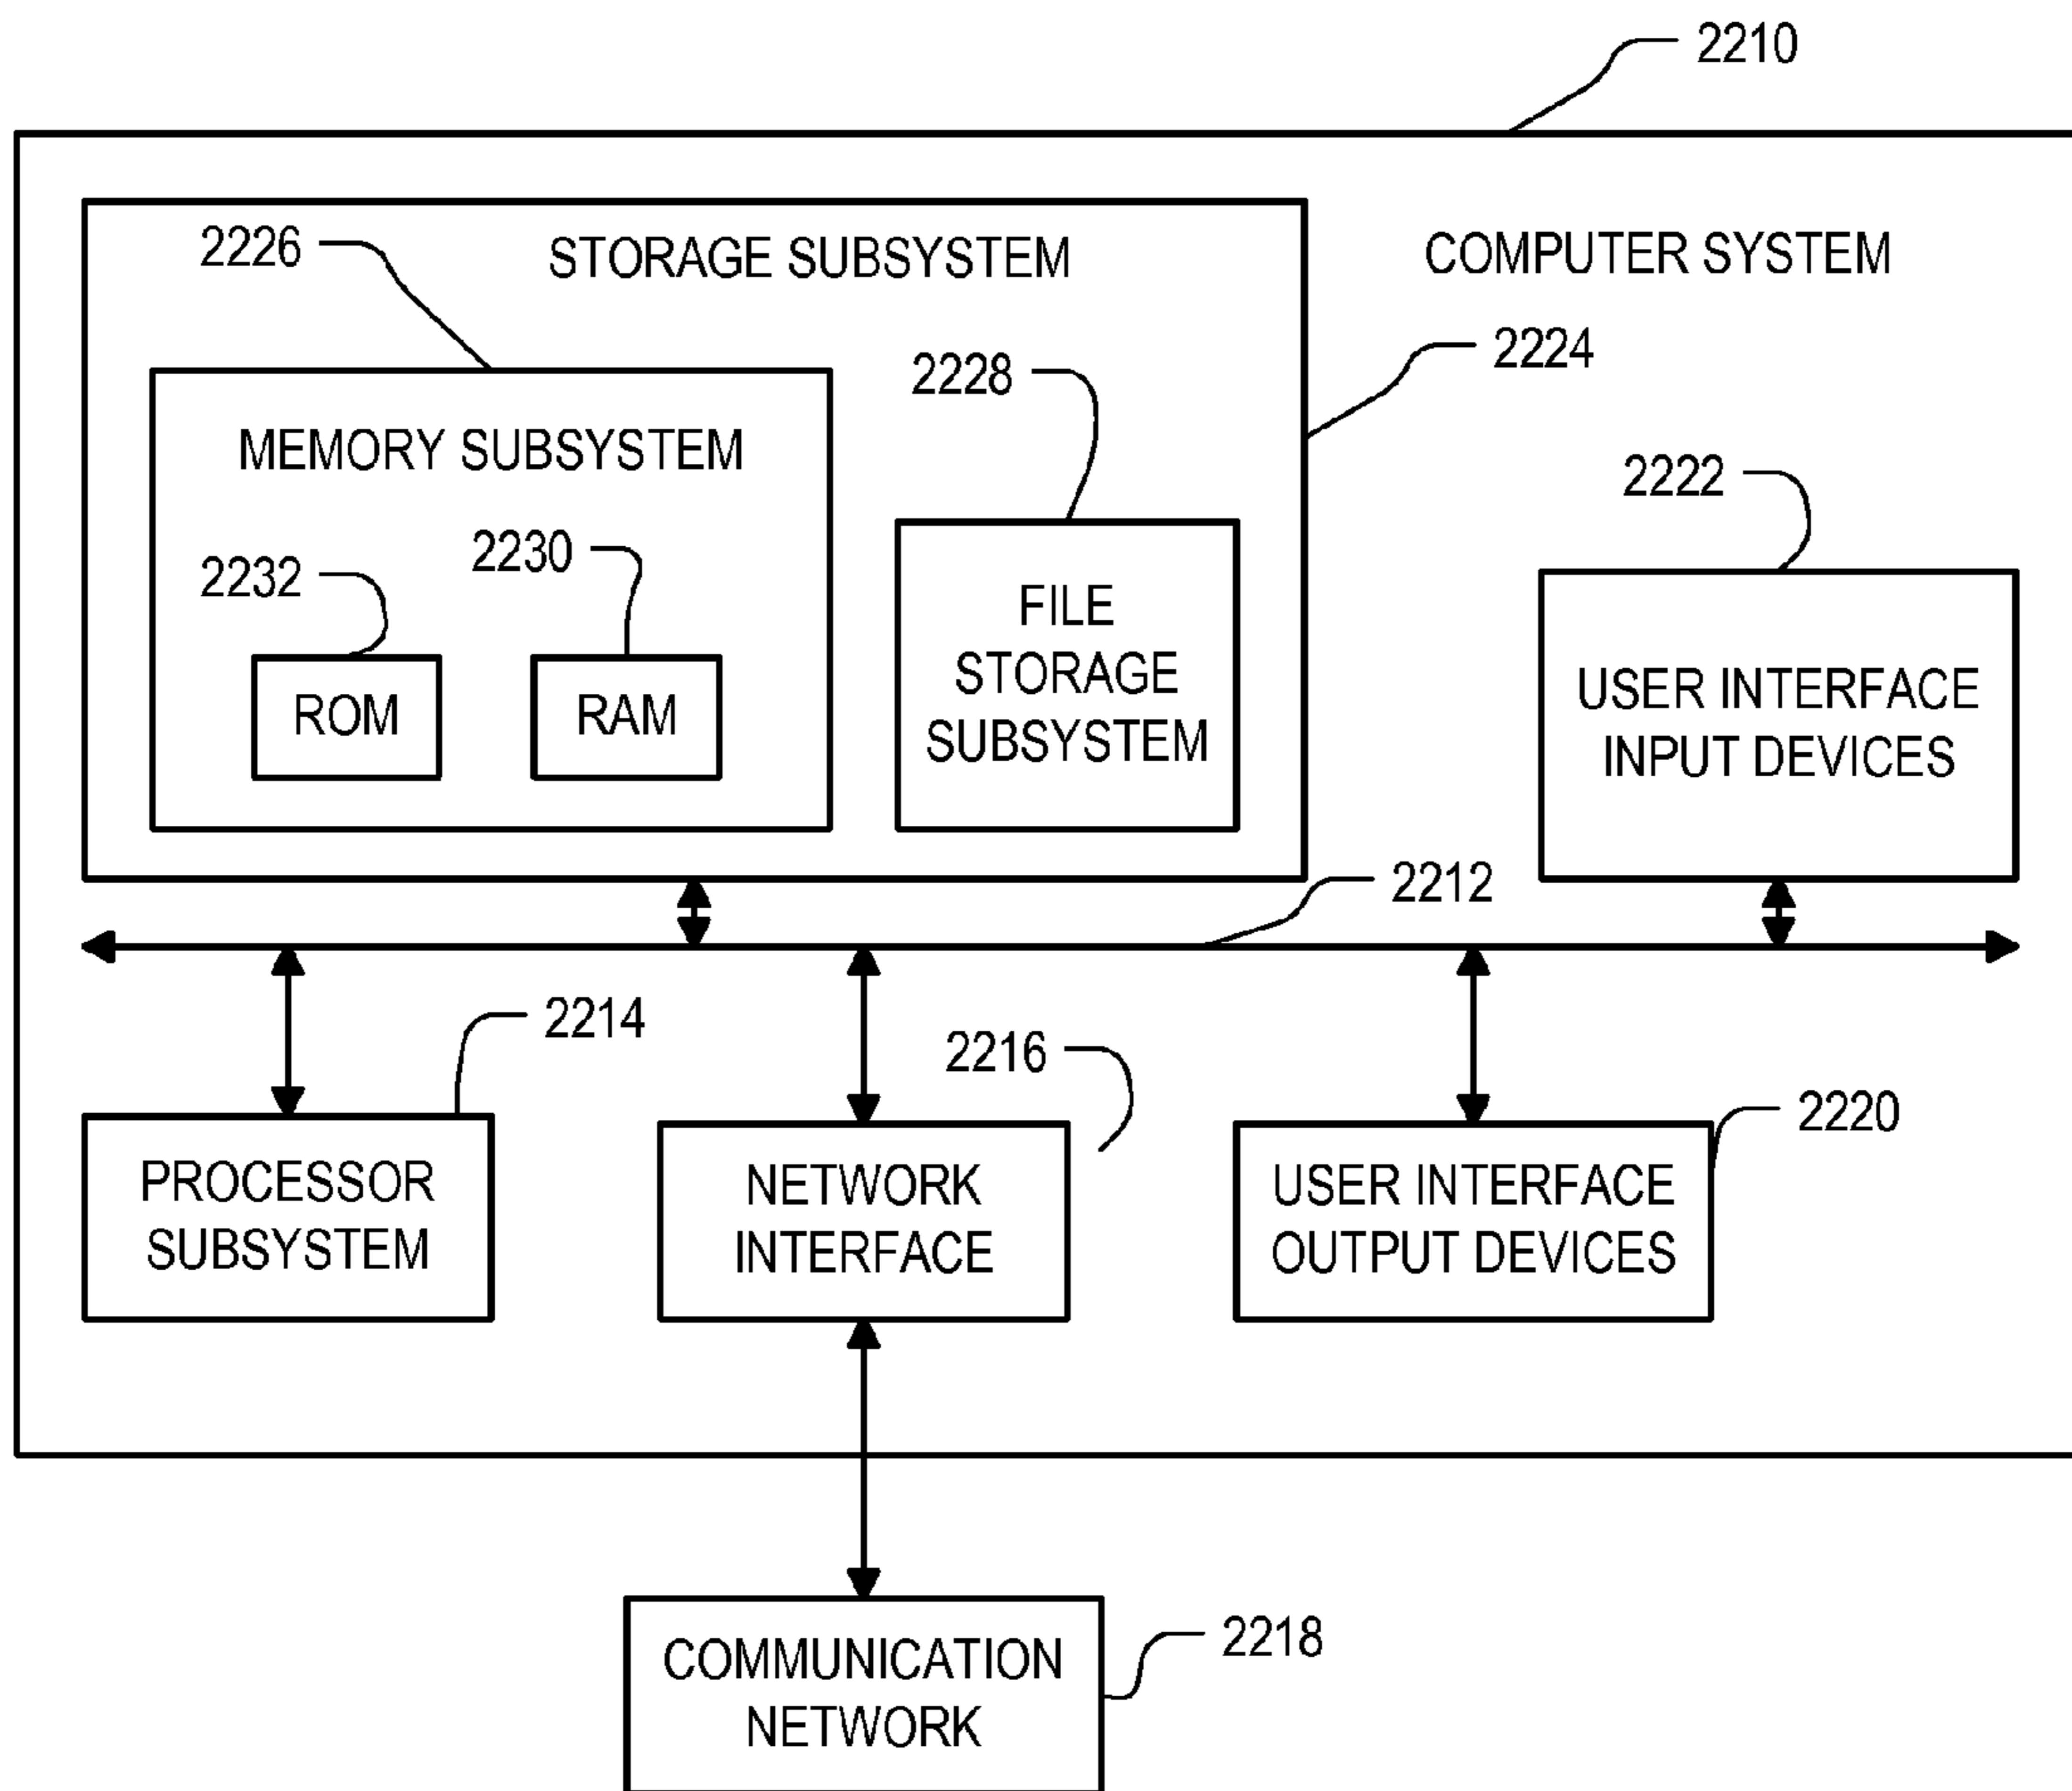 2210
2226
STORAGE SUBSYSTEM
COMPUTER SYSTEM
2224
2228
MEMORY SUBSYSTEM
2222
2232
2230
ROM
RAM
FILE
STORAGE
SUBSYSTEM
USER INTERFACE
INPUT DEVICES
2212
2214
2216
2220
PROCESSOR
SUBSYSTEM
NETWORK
INTERFACE
USER INTERFACE
OUTPUT DEVICES
COMMUNICATION
NETWORK
2218